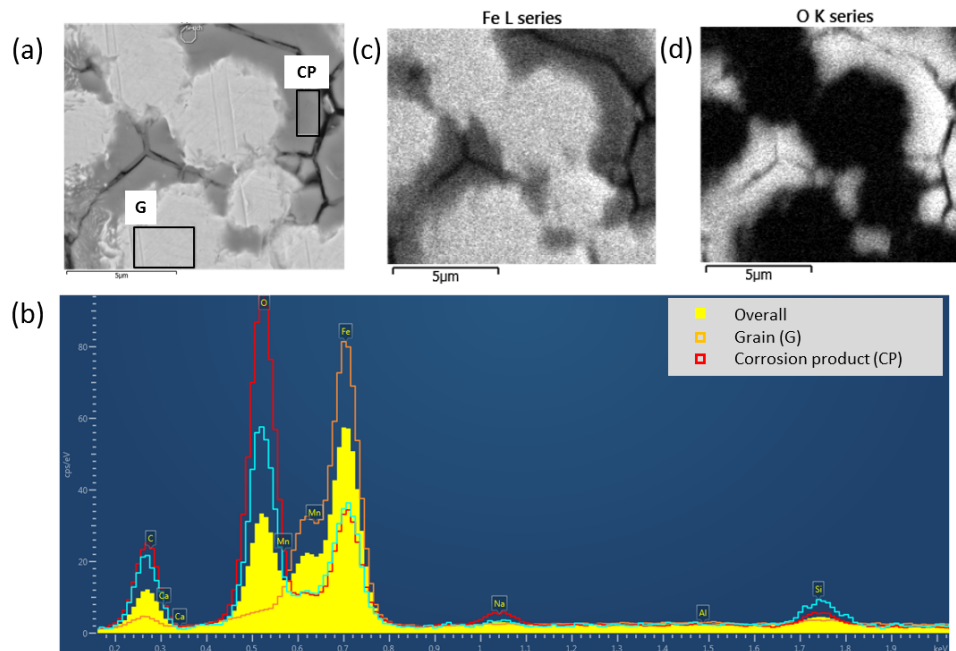 Fe L series
O K series
(a)
(c)
(d)
CP
G
5µm
5µm
5µm
(b)
Overall
Grain (G)
Corrosion product (CP)
cps/eV
80
60
40
20
0
O
Fe
Mn
Mn
C
Ca
Ca
Na
Al
Si
0.2 0.3 0.4 0.5 0.6 0.7 0.8 0.9 1 1.1 1.2 1.3 1.4 1.5 1.6 1.7 1.8 1.9 keV